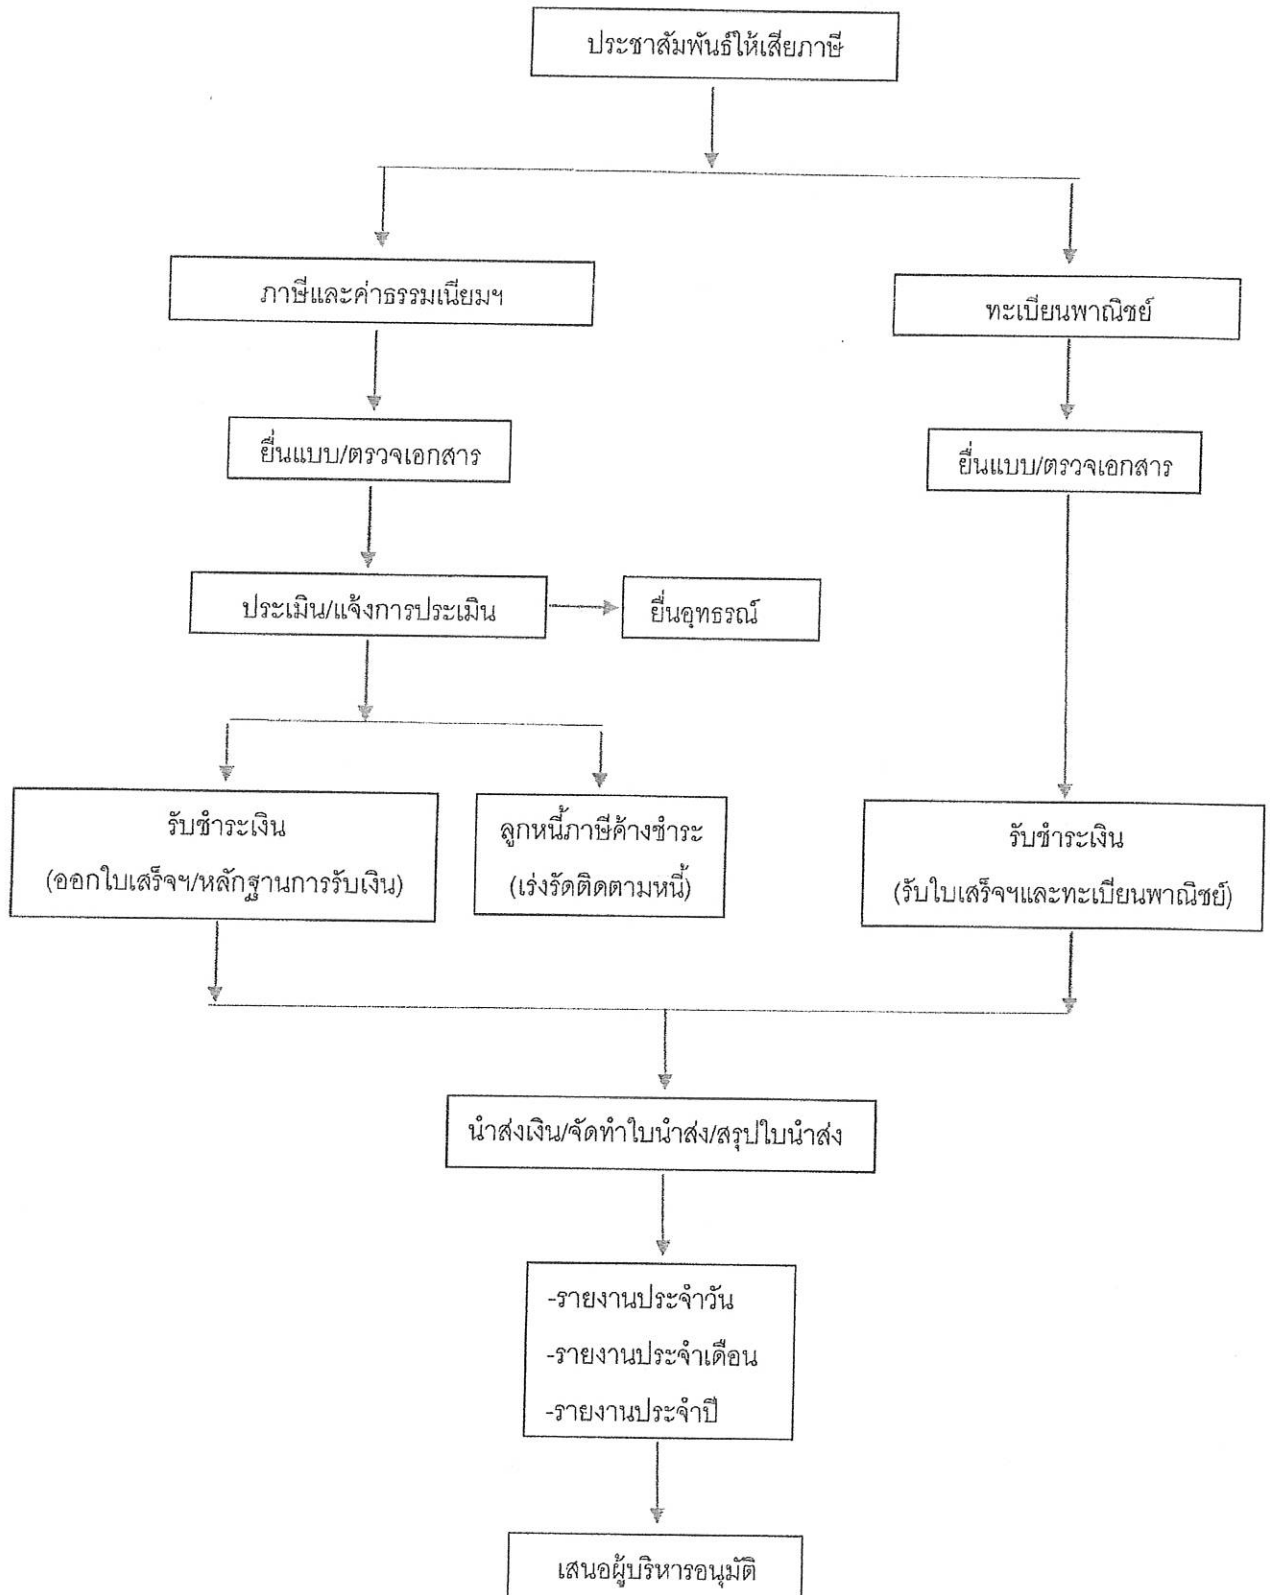 ประชาสัมพันธ์ให้เสียภาษี
ภาษีและค่าธรรมเนียมฯ
ทะเบียนพาณิชย์
ยื่นแบบ/ตรวจเอกสาร
ยื่นแบบ/ตรวจเอกสาร
ประเมิน/แจ้งการประเมิน
ยื่นอุทธรณ์
รับชำระเงิน
(ออกใบเสร็จฯ/หลักฐานการรับเงิน)
ลูกหนี้ภาษีค้างชำระ
(เร่งรัดติดตามหนี้)
รับชำระเงิน
(รับใบเสร็จฯและทะเบียนพาณิชย์)
นำส่งเงิน/จัดทำใบนำส่ง/สรุปใบนำส่ง
-รายงานประจำวัน
-รายงานประจำเดือน
-รายงานประจำปี
เสนอผู้บริหารอนุมัติ